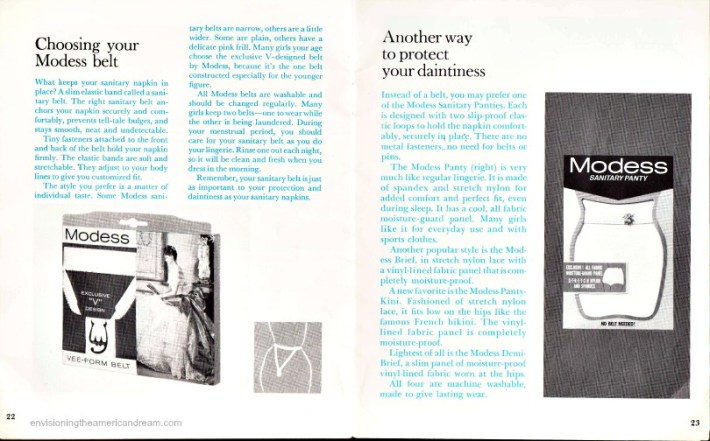 Choosing your
Modess belt
What keeps your sanitary napkin in
place? A slim elastic band called a sani-
tary belt. The right sanitary belt an-
chors your napkin securely and com-
fortably, prevents tell-tale bulges, and
stays smooth, neat and undetectable.
Tiny fasteners attached to the front
and back of the belt hold your napkin
firmly. The elastic bands are soft and
stretchable. They adjust to your body
lines to give you customized fit.
The style you prefer is a matter of
individual taste. Some Modess sani-
tary belts are narrow, others are a little
wider. Some are plain, others have a
delicate pink frill. Many girls your age
choose the exclusive V-designed belt
by Modess, because it's the one belt
constructed especially for the younger
figure.
All Modess belts are washable and
should be changed regularly. Many
girls keep two belts—one to wear while
the other is being laundered. During
your menstrual period, you should
care for your sanitary belt as you do
your lingerie. Rinse one out each night,
so it will be clean and fresh when you
dress in the morning.
Remember, your sanitary belt is just
as important to your protection and
daintiness as your sanitary napkins.
Modess
EXCLUSIVE
"V"
DESIGN
VEE-FORM BELT
22
envisioningtheamericandream.com
Another way
to protect
your daintiness
Instead of a belt, you may prefer one
of the Modess Sanitary Panties. Each
is designed with two slip-proof elas-
tic loops to hold the napkin comfort-
ably, securely in place. There are no
metal fasteners, no need for belts or
pins.
The Modess Panty (right) is very
much like regular lingerie. It is made
of spandex and stretch nylon for
added comfort and perfect fit, even
during sleep. It has a cool, all fabric
moisture-guard panel. Many girls
like it for everyday use and with
sports clothes.
Another popular style is the Mod-
ess Brief, in stretch nylon lace with
a vinyl-lined fabric panel that is com-
pletely moisture-proof.
A new favorite is the Modess Panty-
Kini. Fashioned of stretch nylon
lace, it fits low on the hips like the
famous French bikini. The vinyl-
lined fabric panel is completely
moisture-proof.
Lightest of all is the Modess Demi-
Brief, a slim panel of moisture-proof
vinyl-lined fabric worn at the hips.
All four are machine washable,
made to give lasting wear.
Modess
SANITARY PANTY
EXCLUSIVE! ALL FABRIC
MOISTURE-GUARD PANEL
S-T-R-E-T-C-H NYLON
AND SPANDEX
NO BELT NEEDED!
23